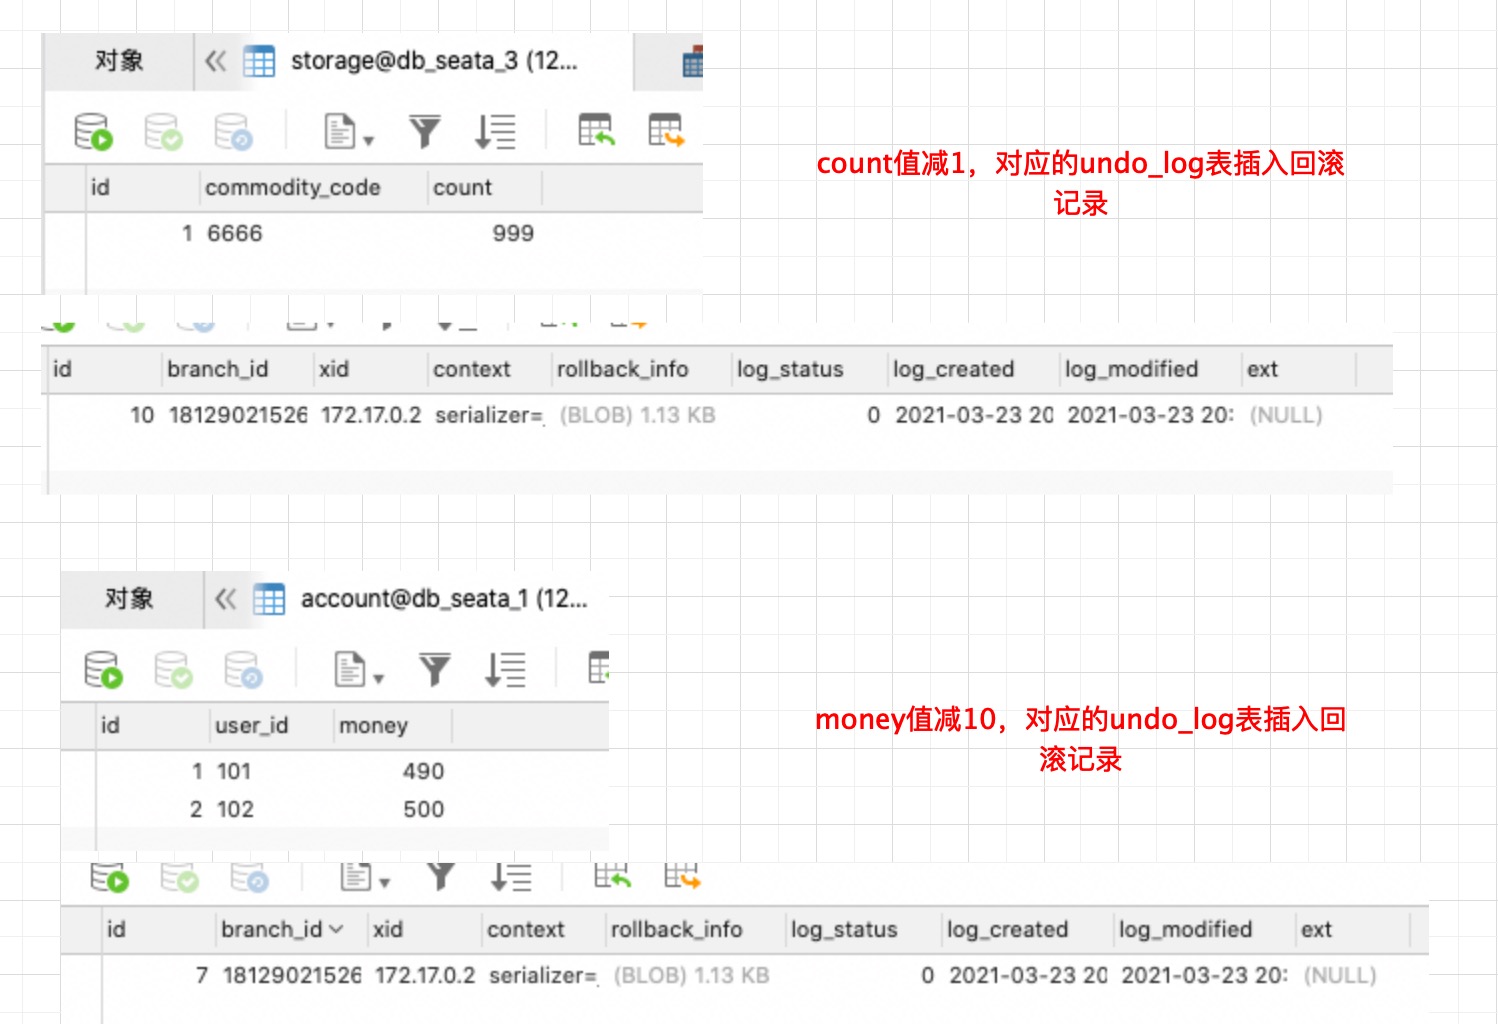 对象
storage@db_seata_3 (12...
id commodity_code count
1 6666 999
count值减1，对应的undo_log表插入回滚
记录
id branch_id xid context rollback_info log_status log_created log_modified ext
10 18129021526 172.17.0.2 serializer= (BLOB) 1.13 KB 0 2021-03-23 20 2021-03-23 20: (NULL)
对象
account@db_seata_1 (12...
id user_id money
1 101 490
2 102 500
money值减10，对应的undo_log表插入回
滚记录
id branch_id xid context rollback_info log_status log_created log_modified ext
7 18129021526 172.17.0.2 serializer= (BLOB) 1.13 KB 0 2021-03-23 20 2021-03-23 20: (NULL)